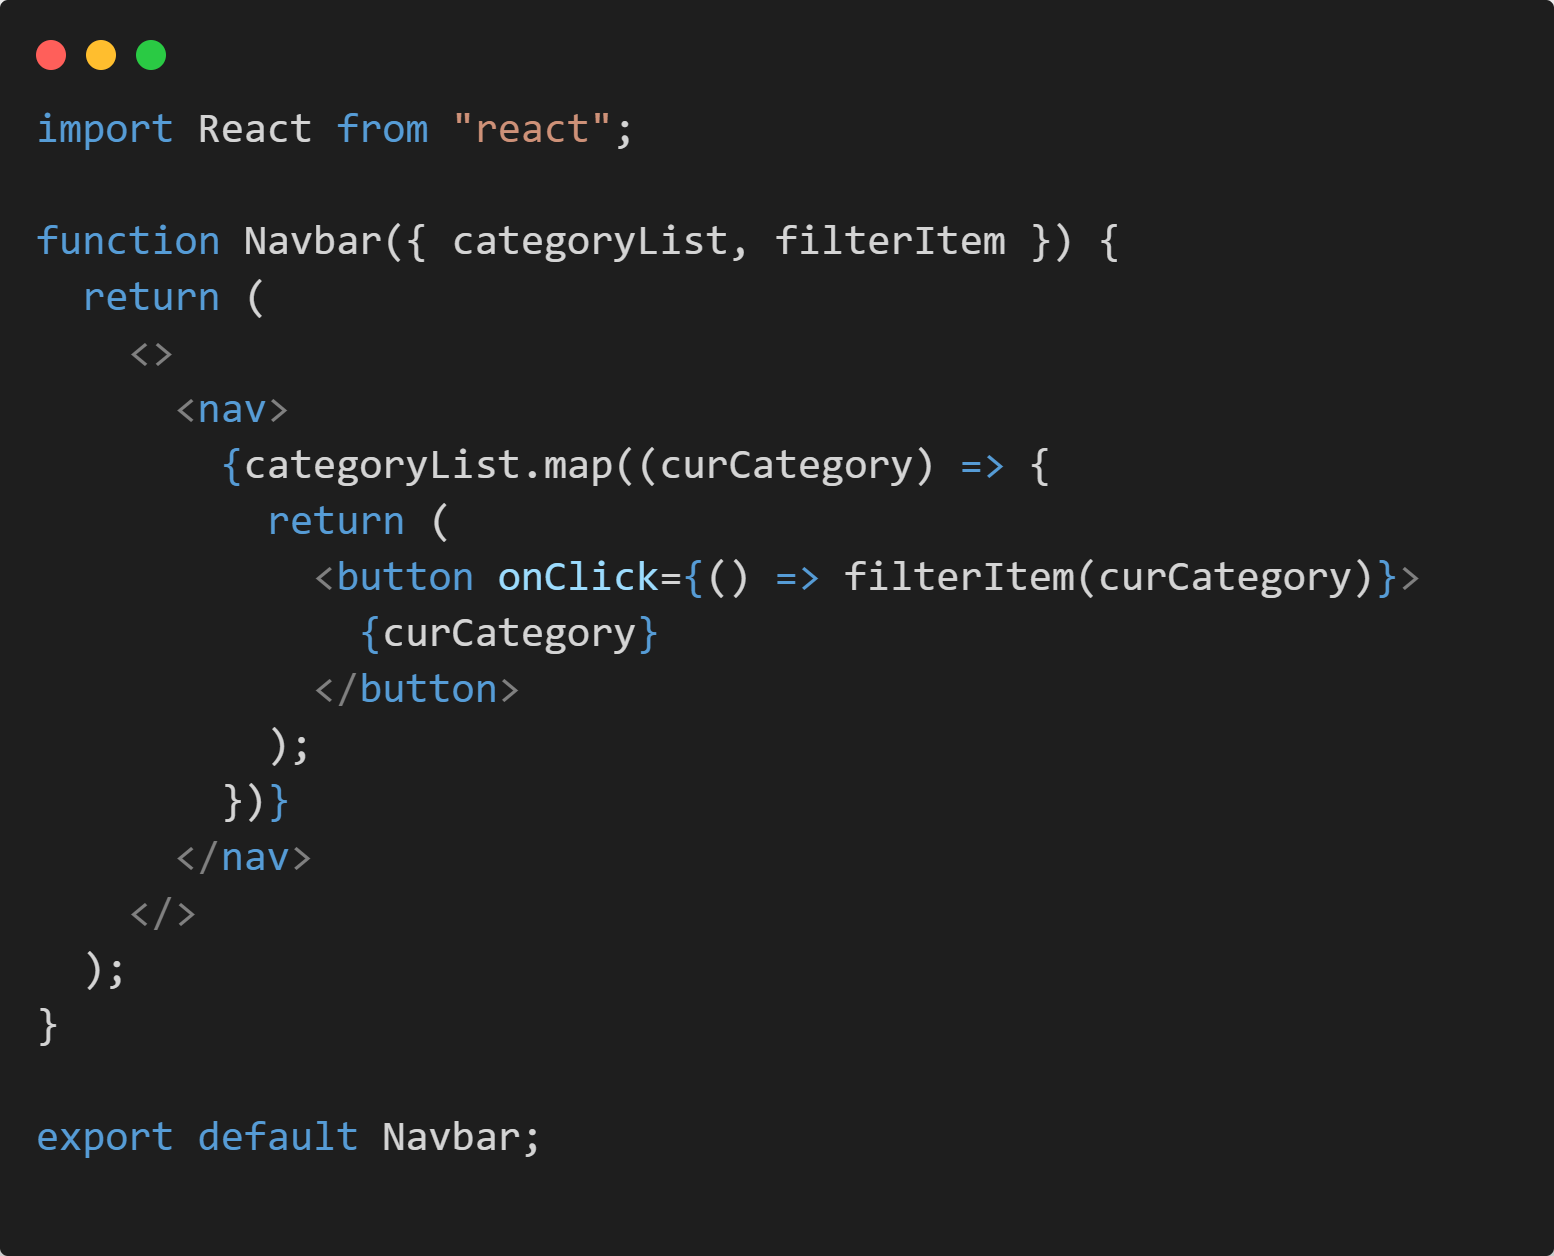 import React from "react";

function Navbar({ categoryList, filterItem }) {
  return (
    <>
      <nav>
        {categoryList.map((curCategory) => {
          return (
            <button onClick={() => filterItem(curCategory)}>
              {curCategory}
            </button>
          );
        })}
      </nav>
    </>
  );
}

export default Navbar;